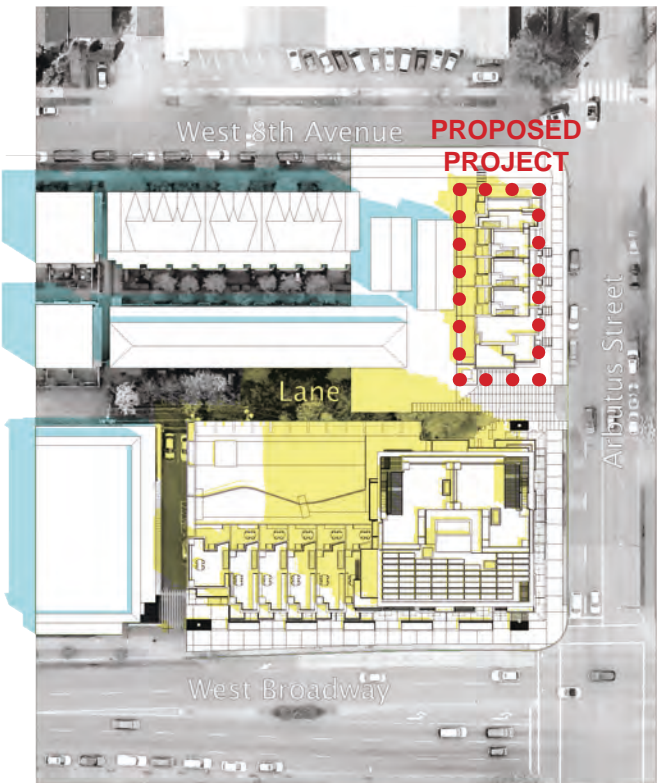 West 8th Avenue
PROPOSED
PROJECT
Arbutus Street
Lane
West Broadway